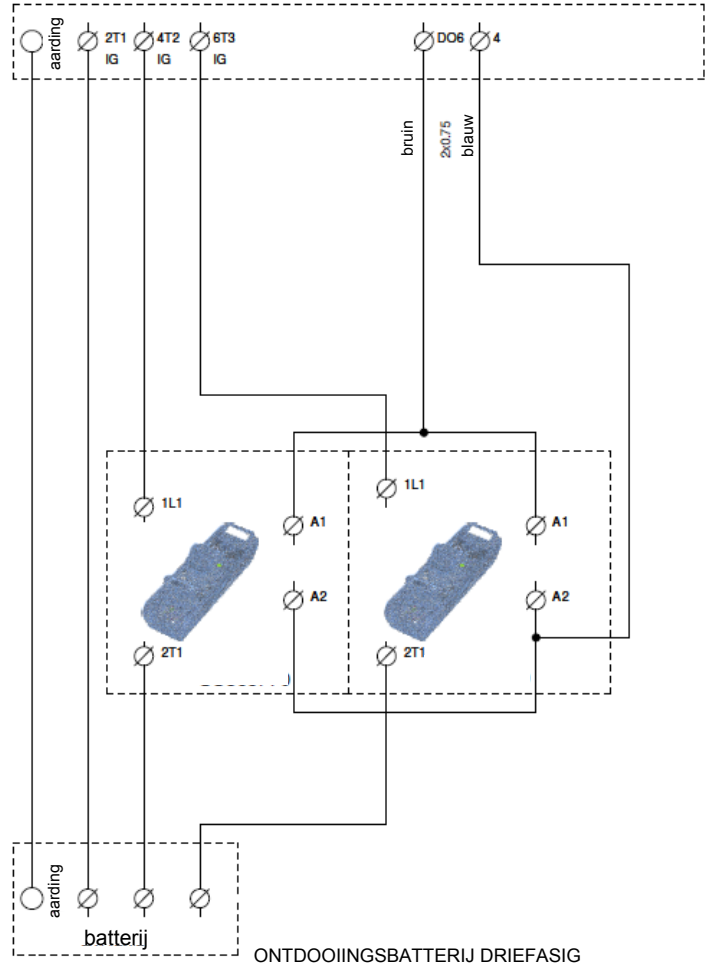 aarding
2T1
IG
4T2
IG
6T3
IG
DO6
4
bruin
2x0.75
blauw
1L1
A1
A2
2T1
1L1
A1
A2
2T1
aarding
batterij
ONTDOOIINGSBATTERIJ DRIEFASIG